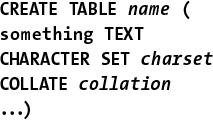 CREATE TABLE name (
something TEXT
CHARACTER SET charset
COLLATE collation
...)